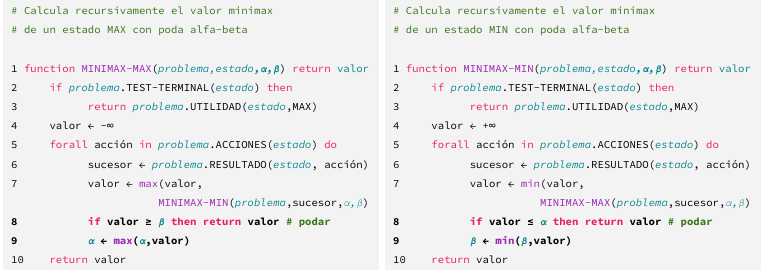 # Calcula recursivamente el valor minimax
# de un estado MAX con poda alfa-beta
1 function MINIMAX-MAX(problema,estado,α,β) return valor
2 if problema.TEST-TERMINAL(estado) then
3 return problema.UTILIDAD(estado,MAX)
4 valor ← -∞
5 forall acción in problema.ACCIONES(estado) do
6 sucesor ← problema.RESULTADO(estado, acción)
7 valor ← max(valor,
MINIMAX-MIN(problema,sucesor,α,β)
8 if valor ≥ β then return valor # podar
9 α ← max(α,valor)
10 return valor
# Calcula recursivamente el valor minimax
# de un estado MIN con poda alfa-beta
1 function MINIMAX-MIN(problema,estado,α,β) return valor
2 if problema.TEST-TERMINAL(estado) then
3 return problema.UTILIDAD(estado,MAX)
4 valor ← +∞
5 forall acción in problema.ACCIONES(estado) do
6 sucesor ← problema.RESULTADO(estado, acción)
7 valor ← min(valor,
MINIMAX-MAX(problema,sucesor,α,β)
8 if valor ≤ α then return valor # podar
9 β ← min(β,valor)
10 return valor